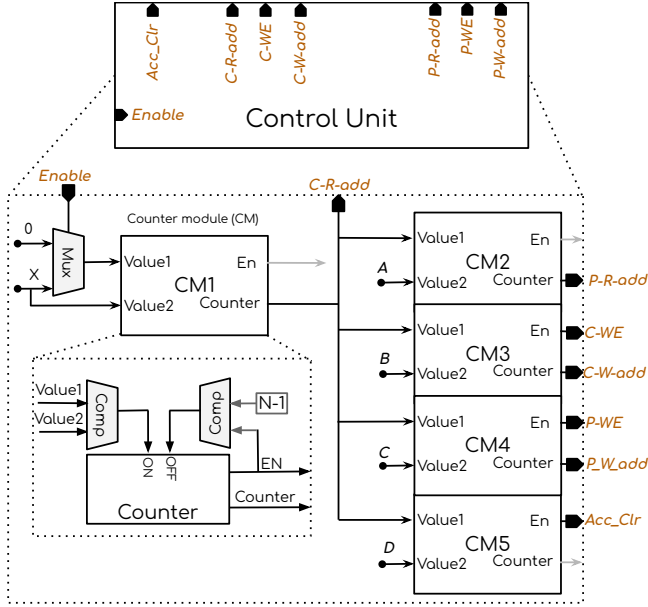 Acc_Clr
C-R-add
C-WE
C-W-add
P-R-add
P-WE
P-W-add
Enable
Control Unit
Enable
C-R-add
0
X
Mux
Counter module (CM)
Value1
En
CM1
Value2
Counter
Value1
En
A
CM2
Value2
Counter
P-R-add
Value1
En
C-WE
B
CM3
Value2
Counter
C-W-add
Value1
En
P-WE
C
CM4
Value2
Counter
P_W_add
Value1
En
Acc_Clr
D
CM5
Value2
Counter
Value1
Value2
Comp
Comp
N-1
ON
OFF
EN
Counter
Counter